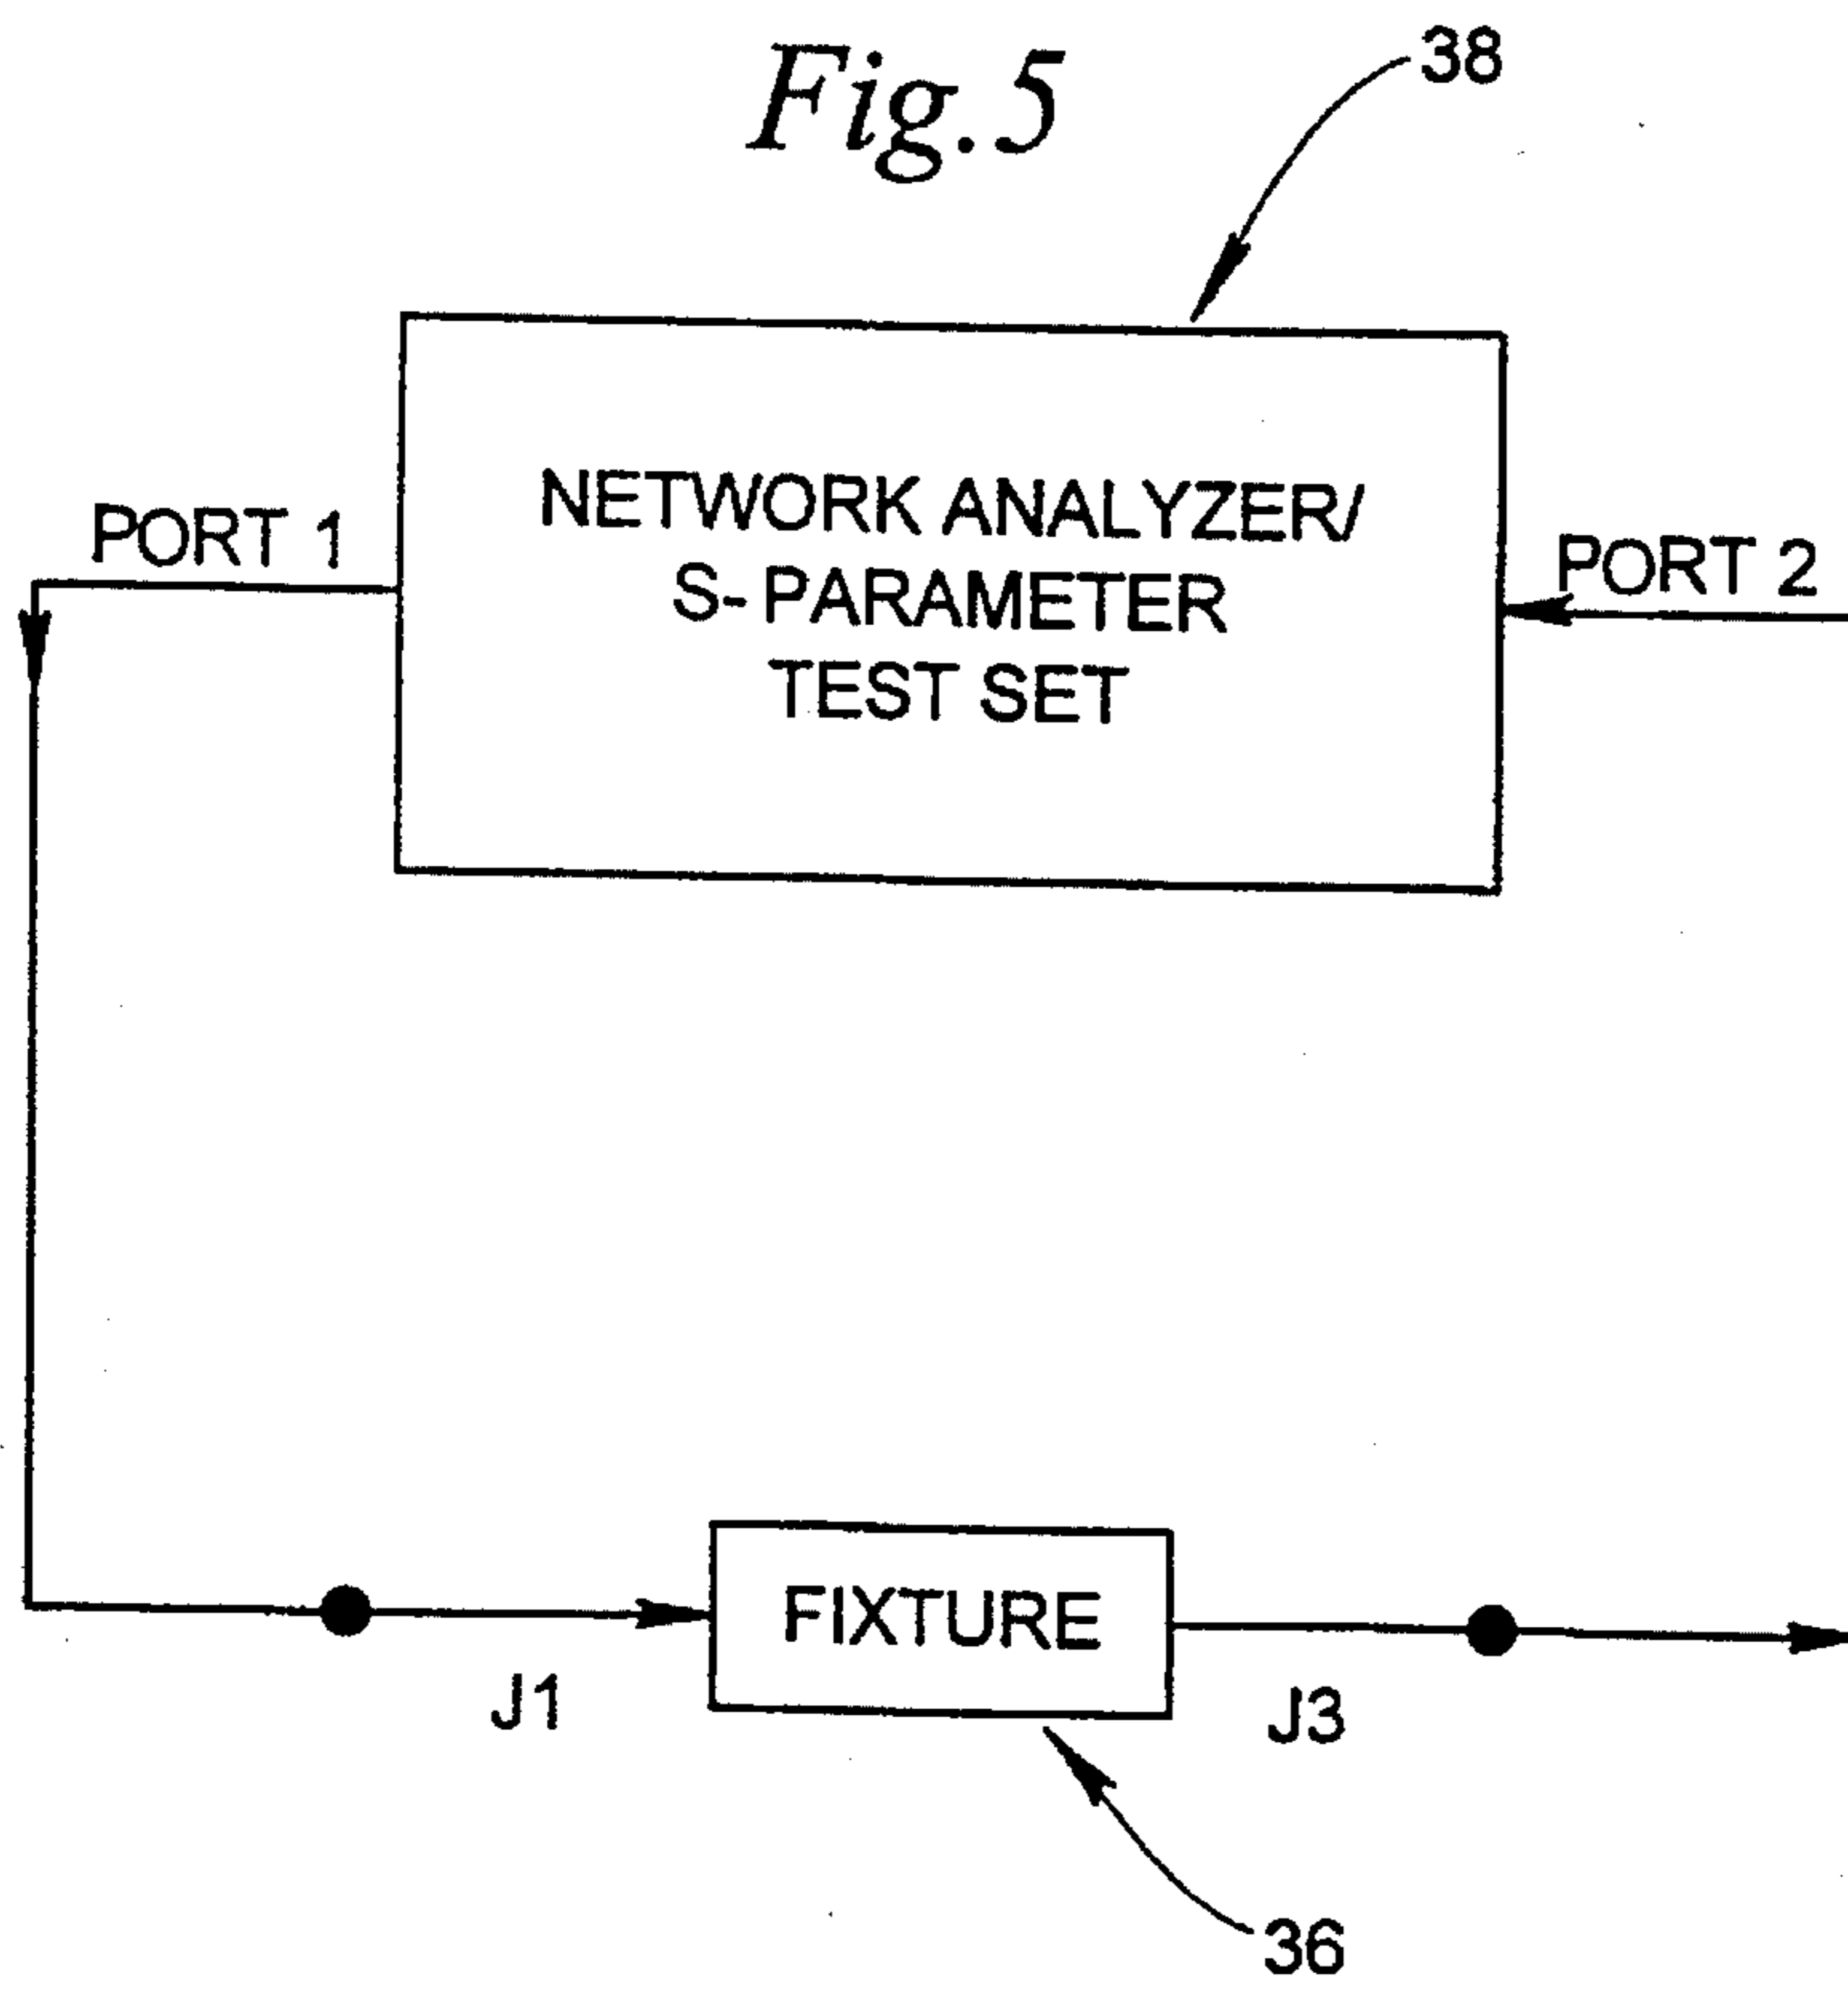 Fig.5
38
PORT 1
NETWORK ANALYZER/
S- PARAMETER
TEST SET
PORT 2
FIXTURE
J1
J3
36